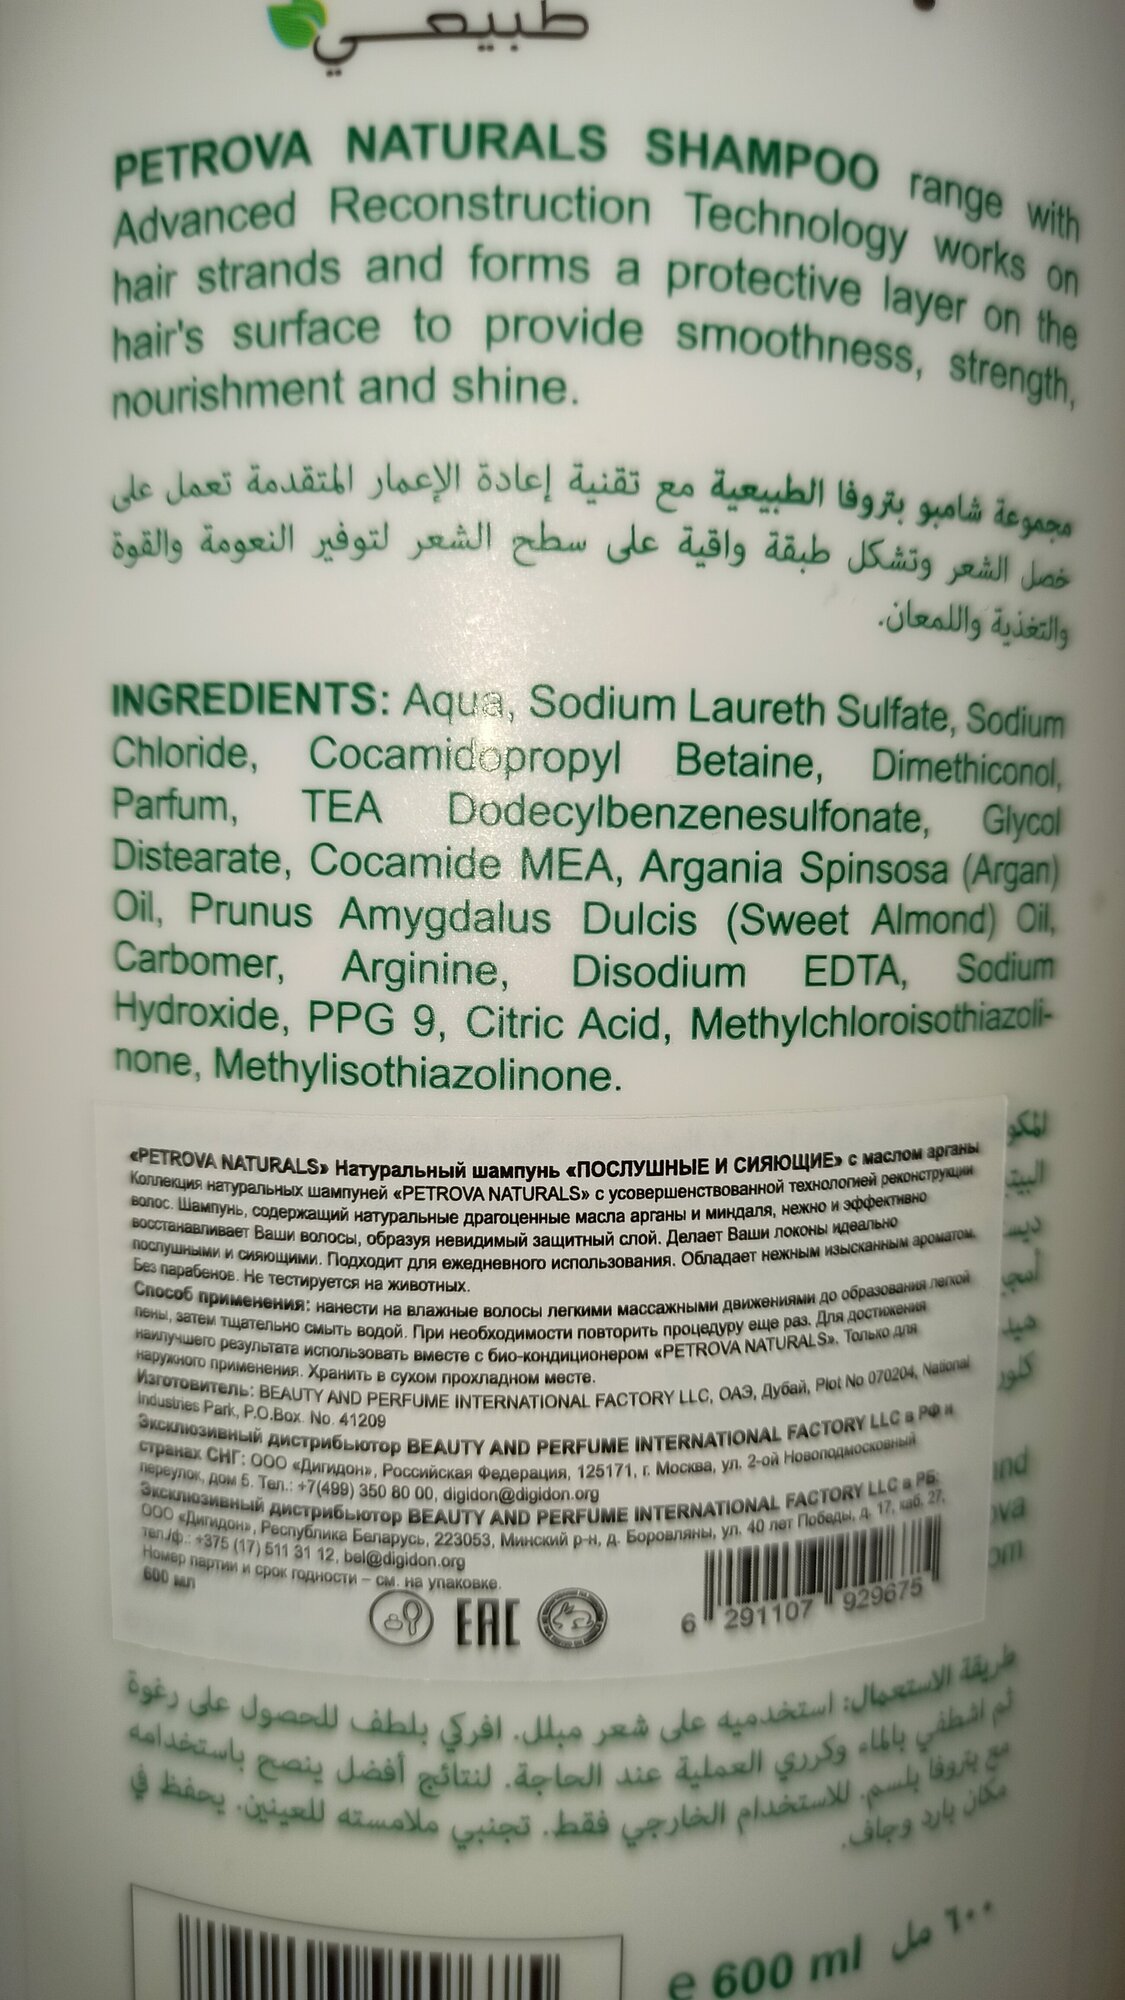 طبيعي
PETROVA NATURALS SHAMPOO range with
Advanced Reconstruction Technology works on
hair strands and forms a protective layer on the
hair's surface to provide smoothness, strength,
nourishment and shine.
مجموعة شامبو بتروفا الطبيعية مع تقنية إعادة الإعمار المتقدمة تعمل على
خصل الشعر وتشكل طبقة واقية على سطح الشعر لتوفير النعومة والقوة
والتغذية واللمعان.
INGREDIENTS: Aqua, Sodium Laureth Sulfate, Sodium
Chloride, Cocamidopropyl Betaine, Dimethiconol,
Parfum, TEA Dodecylbenzenesulfonate, Glycol
Distearate, Cocamide MEA, Argania Spinsosa (Argan)
Oil, Prunus Amygdalus Dulcis (Sweet Almond) Oil,
Carbomer, Arginine, Disodium EDTA, Sodium
Hydroxide, PPG 9, Citric Acid, Methylchloroisothiazoli-
none, Methylisothiazolinone.
«PETROVA NATURALS» Натуральный шампунь «ПОСЛУШНЫЕ И СИЯЮЩИЕ» с маслом арганы
Коллекция натуральных шампуней «PETROVA NATURALS» с усовершенствованной технологией реконструкции
волос. Шампунь, содержащий натуральные драгоценные масла арганы и миндаля, нежно и эффективно
восстанавливает Ваши волосы, образуя невидимый защитный слой. Делает Ваши локоны идеально
послушными и сияющими. Подходит для ежедневного использования. Обладает нежным изысканным ароматом.
Без парабенов. Не тестируется на животных.
Способ применения: нанести на влажные волосы легкими массажными движениями до образования легкой
пены, затем тщательно смыть водой. При необходимости повторить процедуру еще раз. Для достижения
наилучшего результата использовать вместе с био-кондиционером «PETROVA NATURALS». Только для
наружного применения. Хранить в сухом прохладном месте.
Изготовитель: BEAUTY AND PERFUME INTERNATIONAL FACTORY LLC, ОАЭ, Дубай, Plot No 070204, National
Industries Park, P.O.Box. No. 41209
Эксклюзивный дистрибьютор BEAUTY AND PERFUME INTERNATIONAL FACTORY LLC в РФ и
странах СНГ: ООО «Дигидон», Российская Федерация, 125171, г. Москва, ул. 2-ой Новоподмосковный
переулок, дом 6. Тел.: +7(499) 350 80 00, digidon@digidon.org
Эксклюзивный дистрибьютор BEAUTY AND PERFUME INTERNATIONAL FACTORY LLC в РБ:
ООО «Дигидон», Республика Беларусь, 223053, Минский р-н, д. Боровляны, ул. 40 лет Победы, д. 17, каб. 27,
тел./ф.: +375 (17) 511 31 12, bel@digidon.org
Номер партии и срок годности – см. на упаковке.
600 мл
EAC
6 291107 929675
طريقة الاستعمال: استخدميه على شعر مبلل. افركي بلطف للحصول على رغوة
ثم اشطفي بالماء وكرري العملية عند الحاجة. لنتائج أفضل ينصح باستخدامه
مع بتروفا بلسم. للاستخدام الخارجي فقط. تجنبي ملامسته للعينين. يحفظ في
مكان بارد وجاف.
e 600 ml ٦٠٠ مل